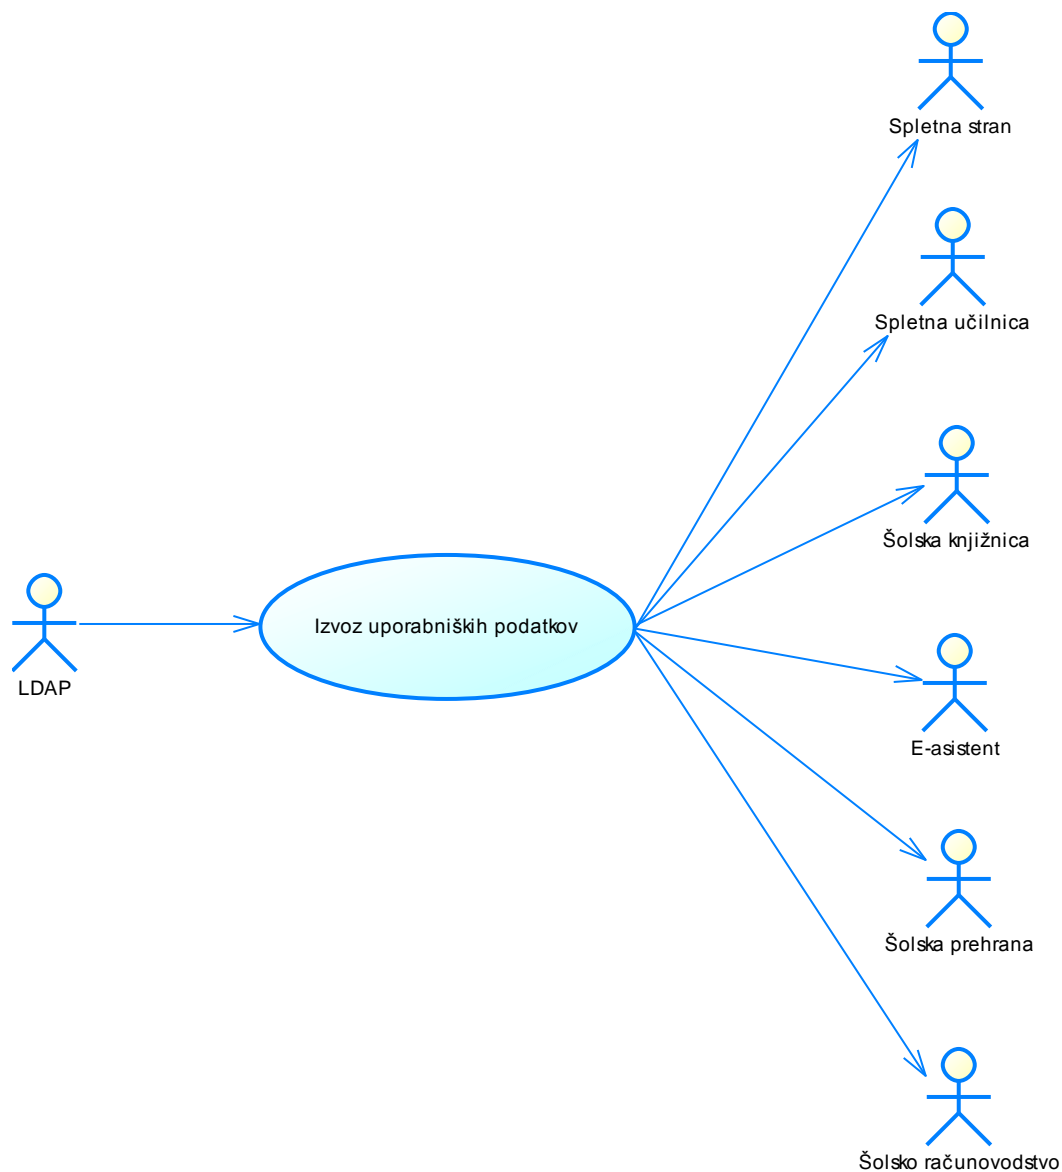 Spletna stran
Spletna učilnica
Šolska knjižnica
Izvoz uporabniških podatkov
LDAP
E-asistent
Šolska prehrana
Šolsko računovodstvo